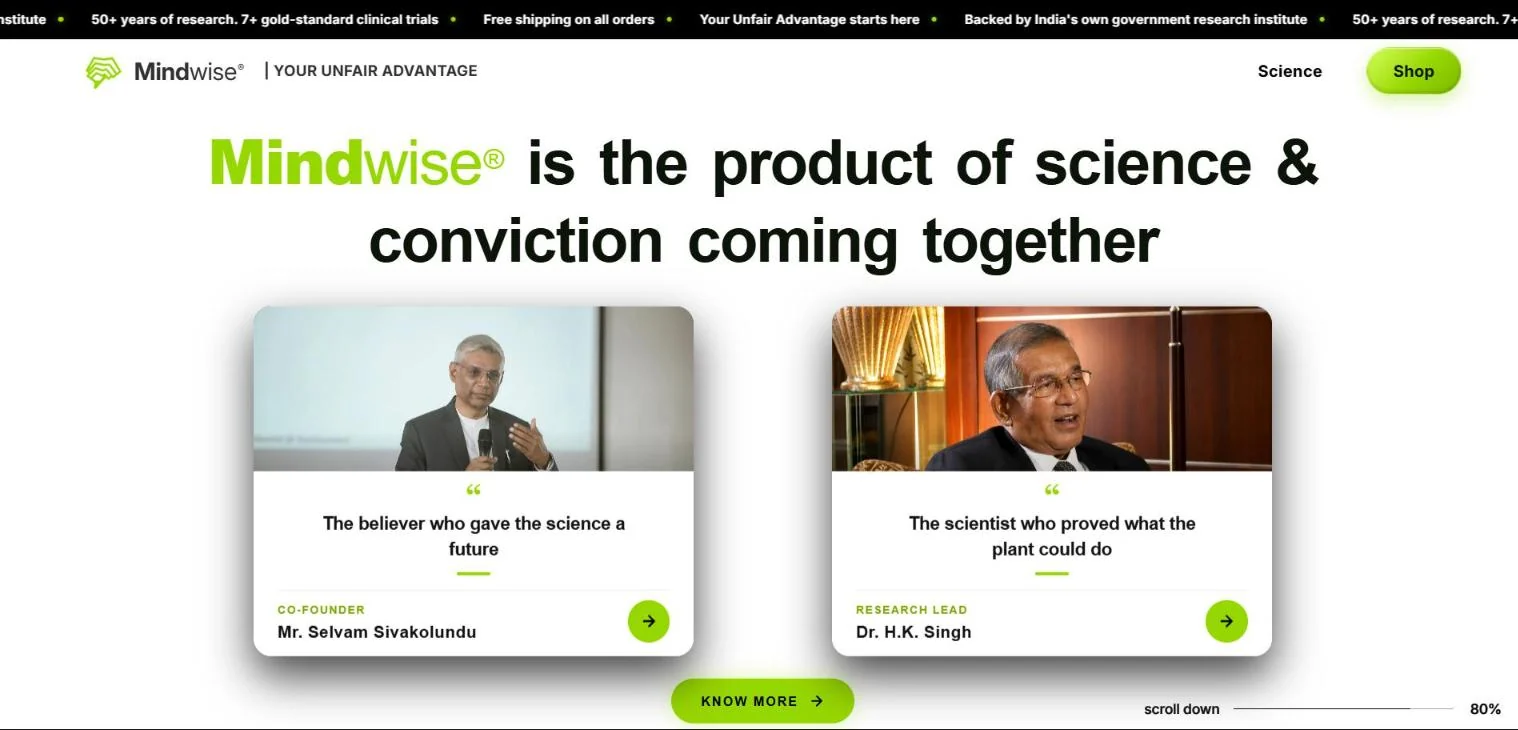 nstitute • 50+ years of research. 7+ gold-standard clinical trials • Free shipping on all orders • Your Unfair Advantage starts here • Backed by India's own government research institute • 50+ years of research. 7+
Mindwise® | YOUR UNFAIR ADVANTAGE
Science
Shop
Mindwise® is the product of science &
conviction coming together
“
The believer who gave the science a
future
CO-FOUNDER
Mr. Selvam Sivakolundu
“
The scientist who proved what the
plant could do
RESEARCH LEAD
Dr. H.K. Singh
KNOW MORE →
scroll down
80%